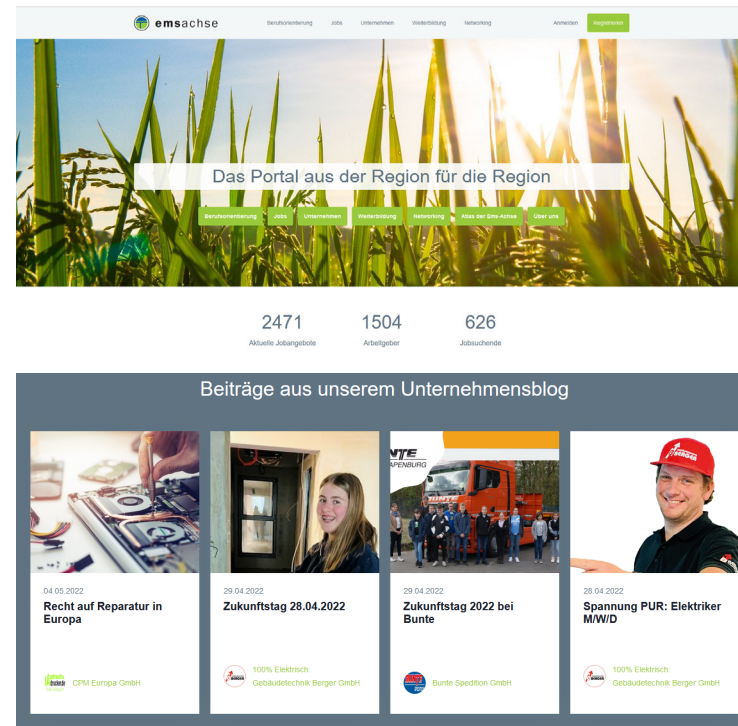 emsachse
Berufsorientierung Jobs Unternehmen Weiterbildung Networking Anmelden Registrieren
Das Portal aus der Region für die Region
Berufsorientierung Jobs Unternehmen Weiterbildung Networking Atlas der Ems-Achse Über uns
2471 1504 626
Aktuelle Jobangebote Arbeitgeber Jobsuchende
Beiträge aus unserem Unternehmensblog
BERGER
BUNTE
04.05.2022
Recht auf Reparatur in
Europa
CPM Europa GmbH
29.04.2022
Zukunftstag 28.04.2022
100% Elektrisch:
Gebäudetechnik Berger GmbH
29.04.2022
Zukunftstag 2022 bei
Bunte
Bunte Spedition GmbH
28.04.2022
Spannung PUR: Elektriker
M/W/D
100% Elektrisch:
Gebäudetechnik Berger GmbH